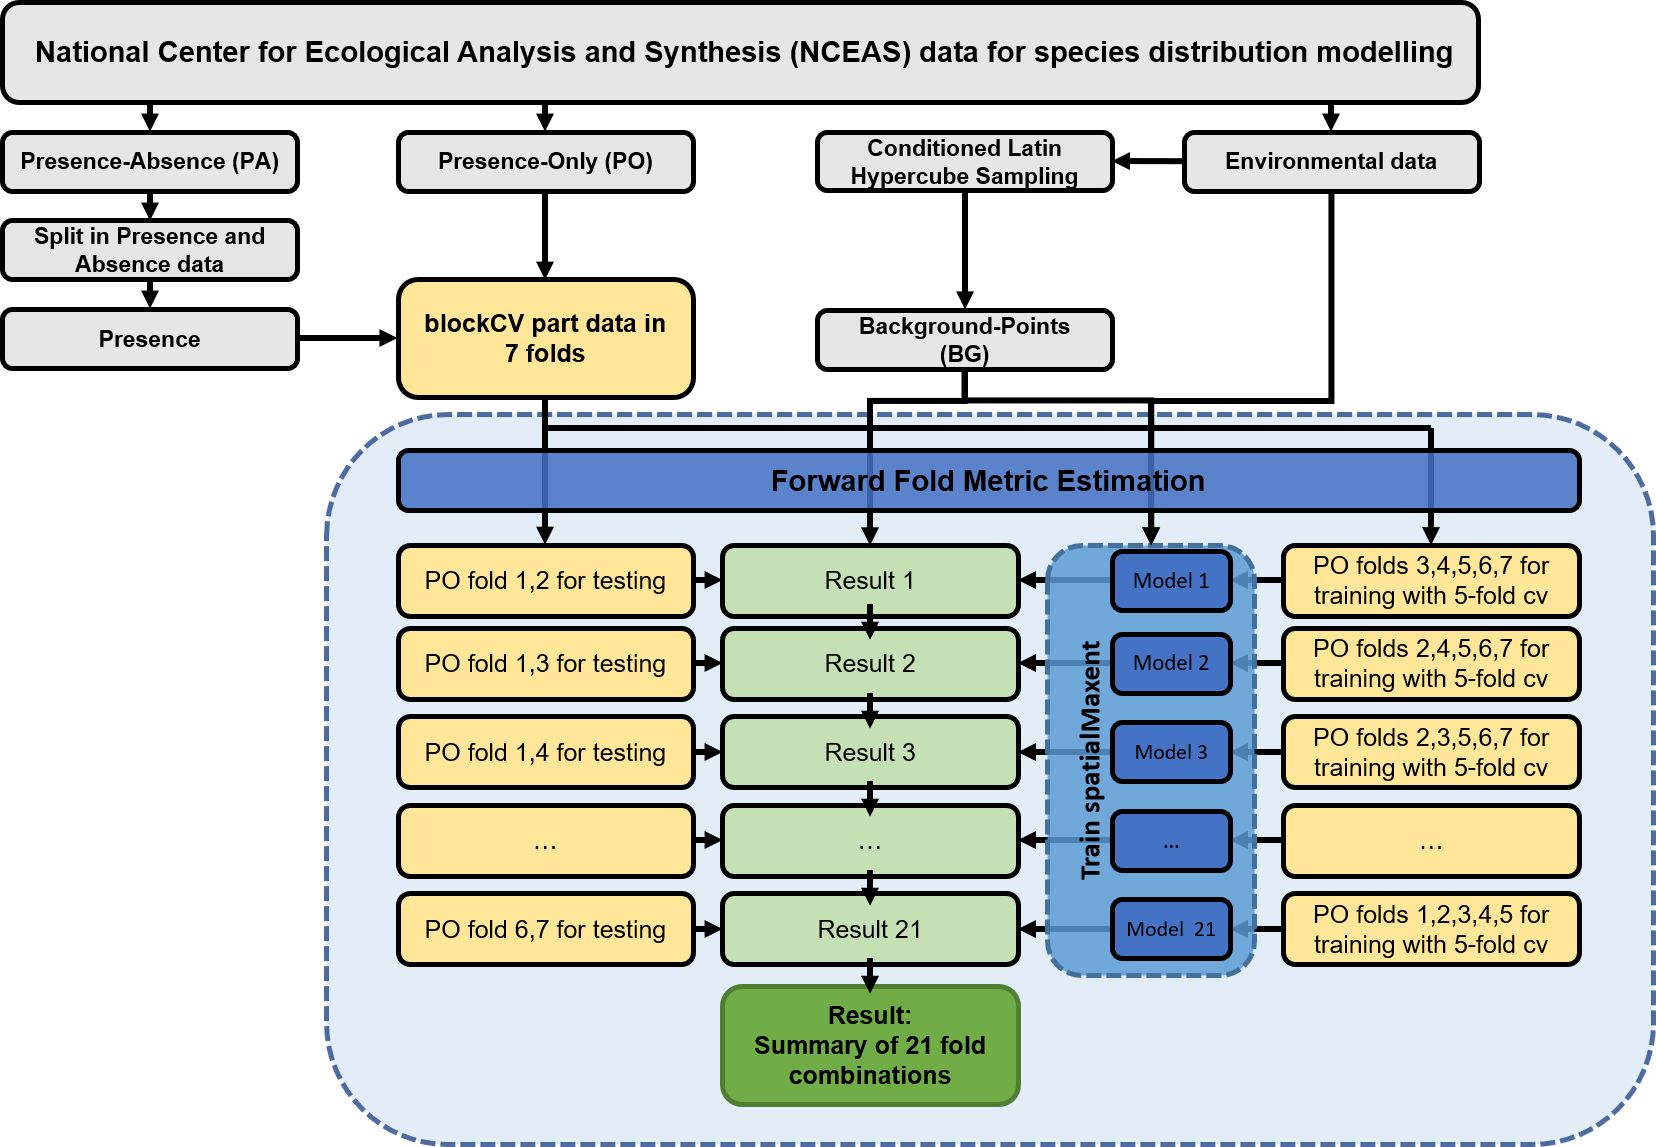 National Center for Ecological Analysis and Synthesis (NCEAS) data for species distribution modelling
Presence-Absence (PA)
Presence-Only (PO)
Conditioned Latin
Hypercube Sampling
Environmental data
Split in Presence and
Absence data
Presence
blockCV part data in
7 folds
Background-Points
(BG)
Forward Fold Metric Estimation
PO fold 1,2 for testing
Result 1
Model 1
PO folds 3,4,5,6,7 for
training with 5-fold cv
PO fold 1,3 for testing
Result 2
Model 2
PO folds 2,4,5,6,7 for
training with 5-fold cv
PO fold 1,4 for testing
Result 3
Train spatialMaxent
Model 3
PO folds 2,3,5,6,7 for
training with 5-fold cv
...
...
...
...
PO fold 6,7 for testing
Result 21
Model 21
PO folds 1,2,3,4,5 for
training with 5-fold cv
Result:
Summary of 21 fold
combinations